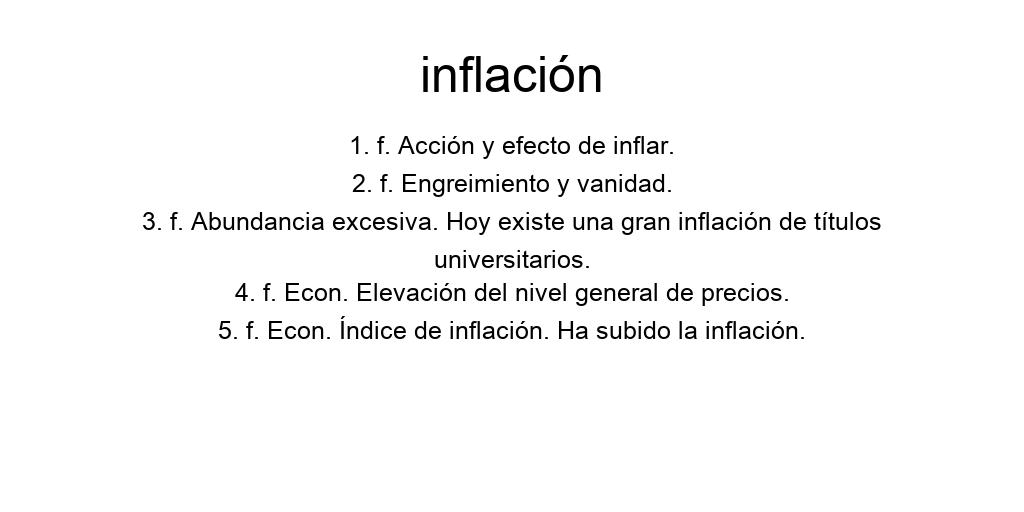 inflación
1. f. Acción y efecto de inflar.
2. f. Engreimiento y vanidad.
3. f. Abundancia excesiva. Hoy existe una gran inflación de títulos
universitarios.
4. f. Econ. Elevación del nivel general de precios.
5. f. Econ. Índice de inflación. Ha subido la inflación.